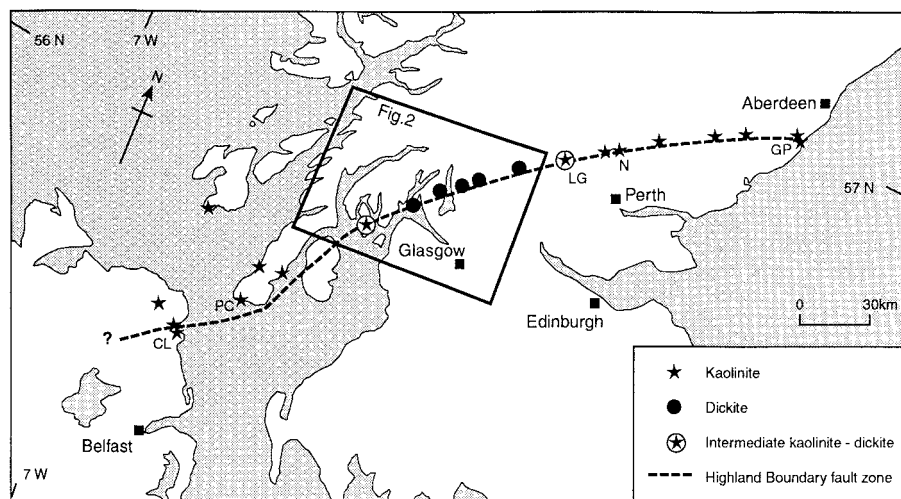 56 N
7 W
N
Fig.2
Aberdeen
GP
LG
N
57 N
Perth
Glasgow
PC
CL
?
Edinburgh
0 30km
Belfast
7 W
Kaolinite
Dickite
Intermediate kaolinite - dickite
Highland Boundary fault zone